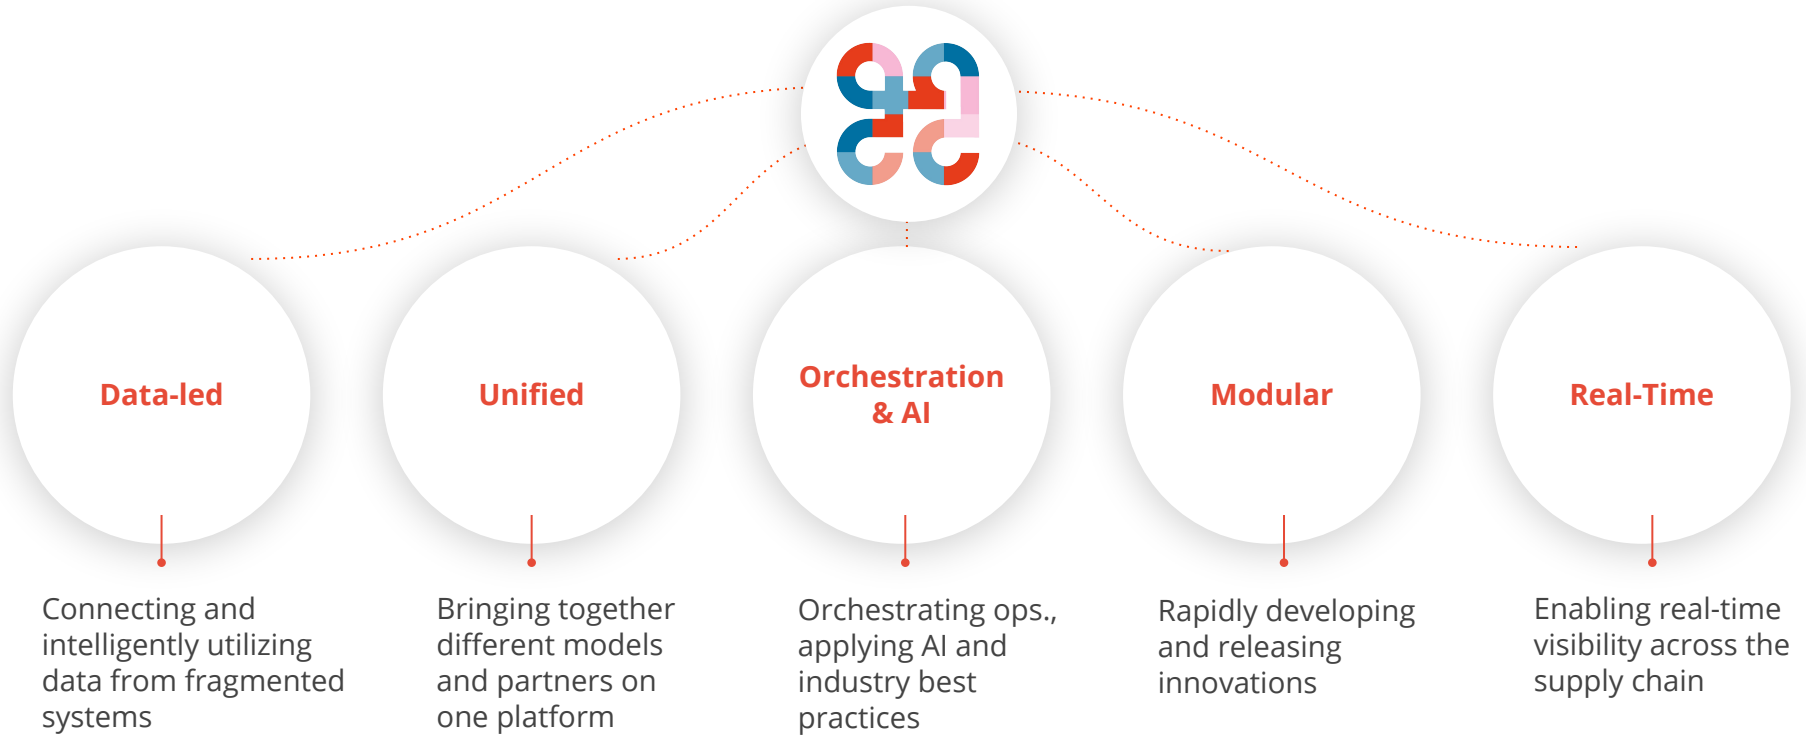 Data-led
Unified
Orchestration
& AI
Modular
Real-Time
Connecting and
intelligently utilizing
data from fragmented
systems
Bringing together
different models
and partners on
one platform
Orchestrating ops.,
applying AI and
industry best
practices
Rapidly developing
and releasing
innovations
Enabling real-time
visibility across the
supply chain